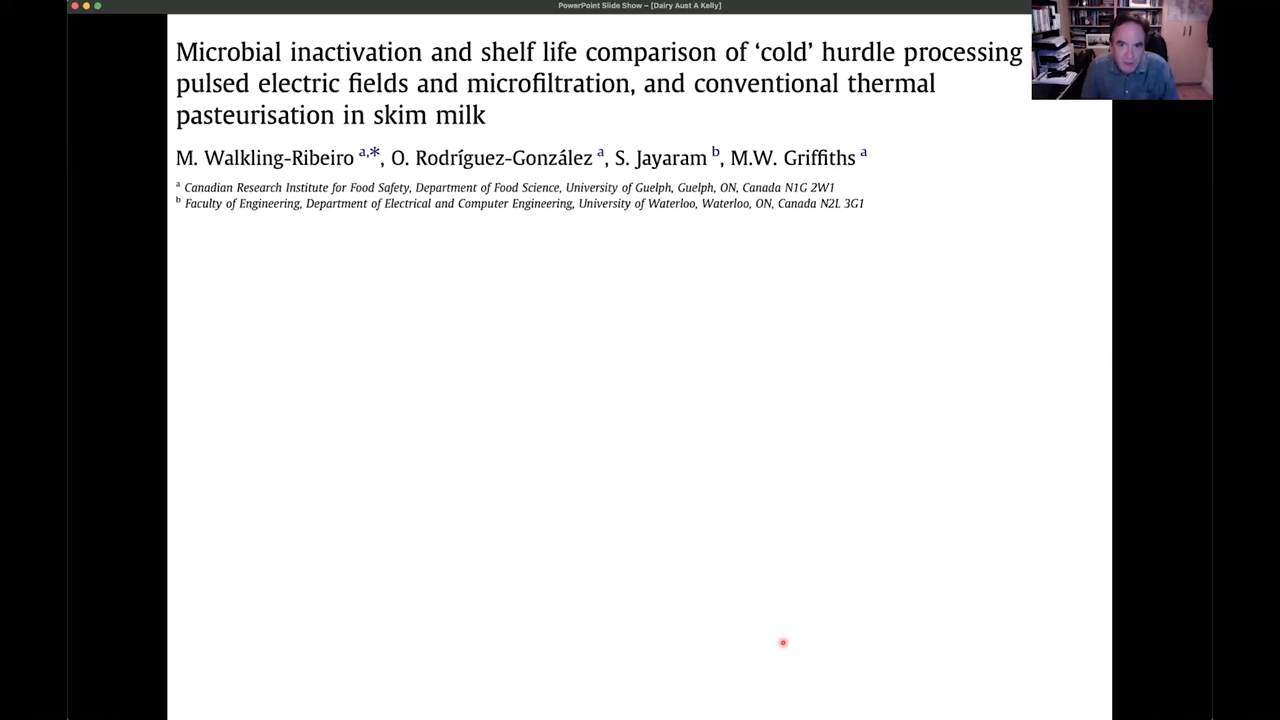 PowerPoint Slide Show – [Dairy Aust A Kelly]
Microbial inactivation and shelf life comparison of ‘cold’ hurdle processing
pulsed electric fields and microfiltration, and conventional thermal
pasteurisation in skim milk
M. Walkling-Ribeiro a,*, O. Rodríguez-González a, S. Jayaram b, M.W. Griffiths a
a Canadian Research Institute for Food Safety, Department of Food Science, University of Guelph, Guelph, ON, Canada N1G 2W1
b Faculty of Engineering, Department of Electrical and Computer Engineering, University of Waterloo, Waterloo, ON, Canada N2L 3G1